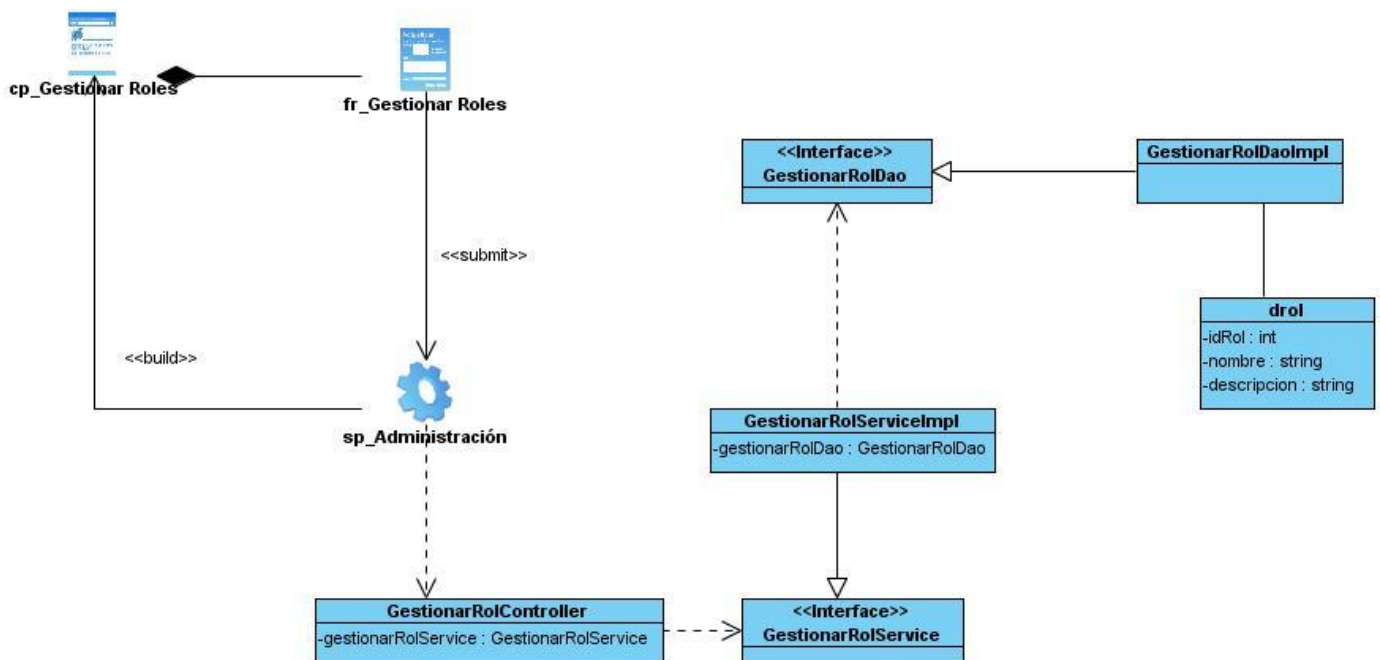 cp_Gestionar Roles
fr_Gestionar Roles
<<submit>>
<<build>>
sp_Administración
GestionarRolController
-gestionarRolService : GestionarRolService
<<Interface>>
GestionarRolDao
GestionarRolDaoImpl
drol
-idRol : int
-nombre : string
-descripcion : string
GestionarRolServiceImpl
-gestionarRolDao : GestionarRolDao
<<Interface>>
GestionarRolService